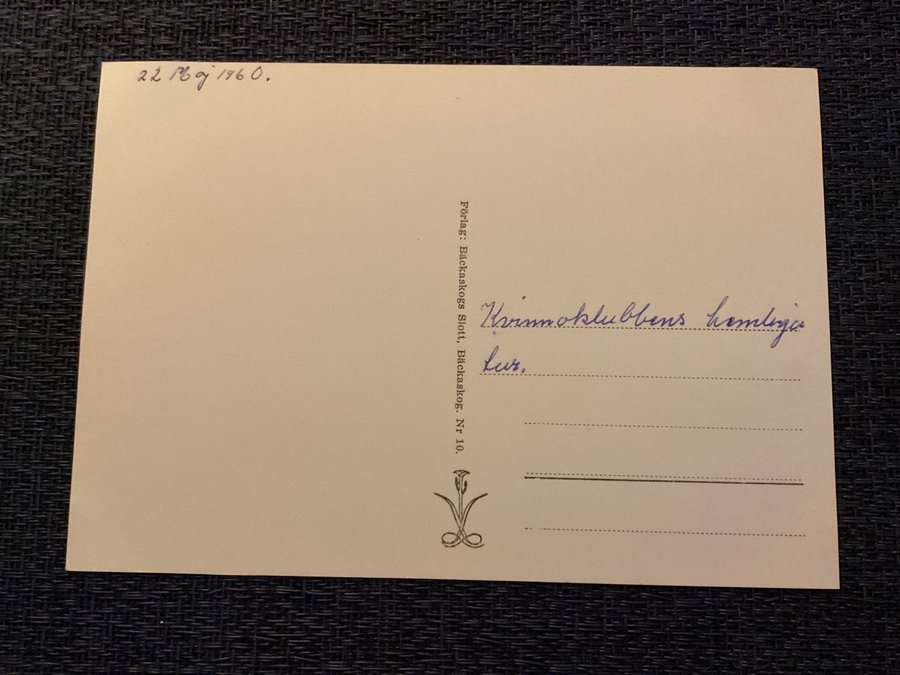 22 Maj 1960.
Förlag: Bäckaskogs Slott, Bäckaskog. Nr 10.
Kvinnoklubbens hemliga
tur.